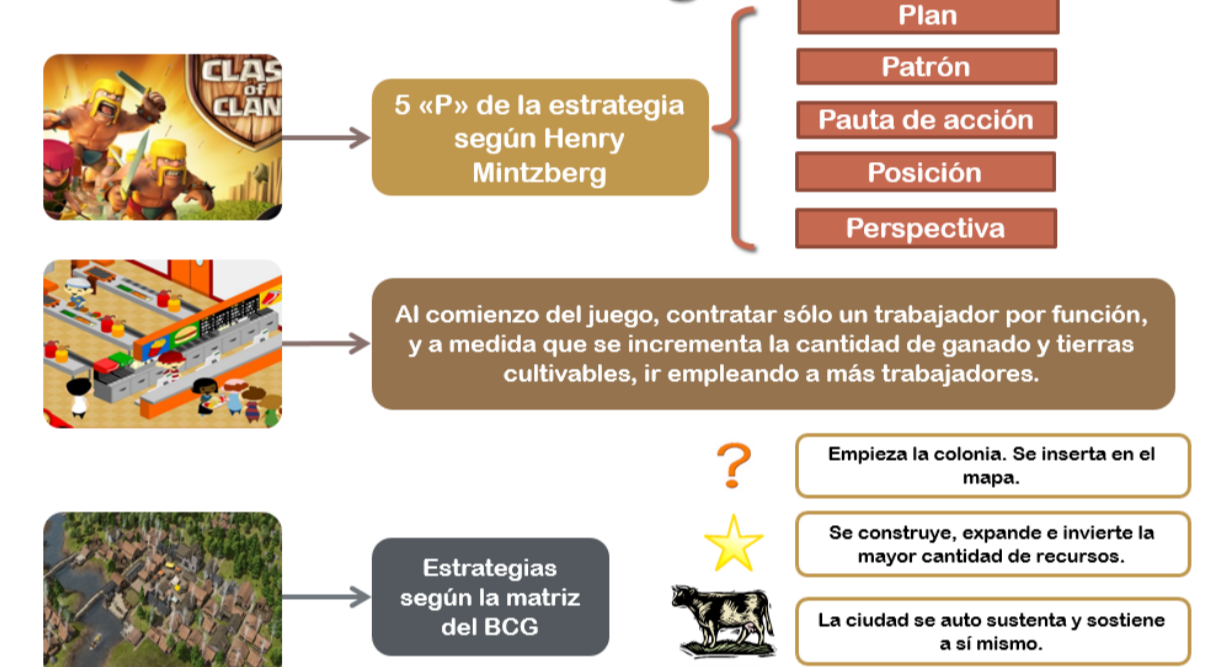 Plan
CLAS
of
CLAN
5 «P» de la estrategia
según Henry
Mintzberg
Patrón
Pauta de acción
Posición
Perspectiva
Al comienzo del juego, contratar sólo un trabajador por función,
y a medida que se incrementa la cantidad de ganado y tierras
cultivables, ir empleando a más trabajadores.
?
Empieza la colonia. Se inserta en el
mapa.
Se construye, expande e invierte la
mayor cantidad de recursos.
Estrategias
según la matriz
del BCG
La ciudad se auto sustenta y sostiene
a sí mismo.